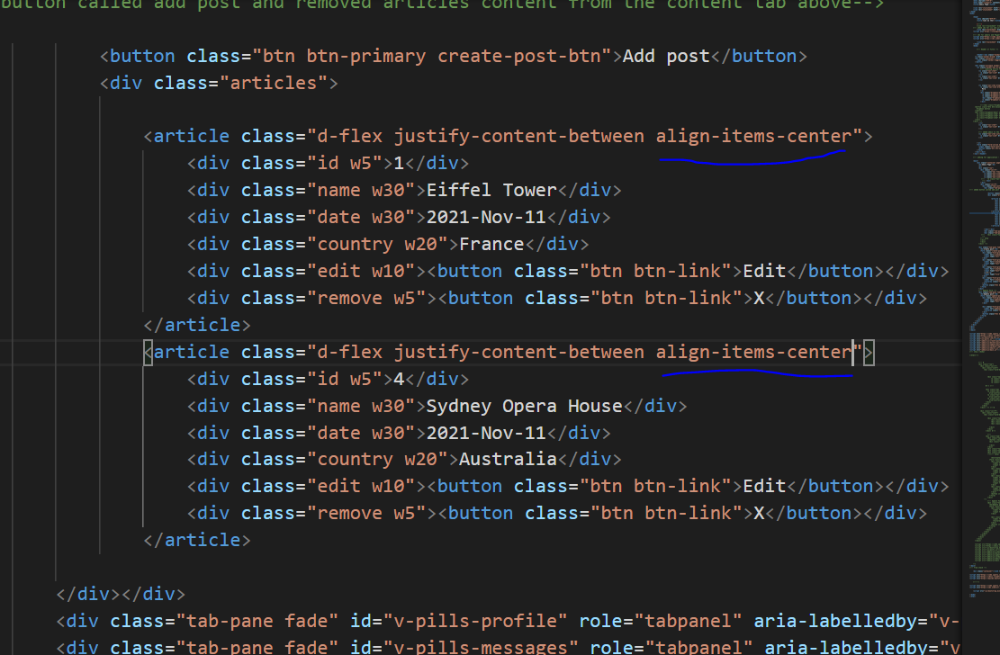 button called add post and removed articles content from the content tab above-->
<button class="btn btn-primary create-post-btn">Add post</button>
<div class="articles">
<article class="d-flex justify-content-between align-items-center">
<div class="id w5">1</div>
<div class="name w30">Eiffel Tower</div>
<div class="date w30">2021-Nov-11</div>
<div class="country w20">France</div>
<div class="edit w10"><button class="btn btn-link">Edit</button></div>
<div class="remove w5"><button class="btn btn-link">X</button></div>
</article>
<article class="d-flex justify-content-between align-items-center">
<div class="id w5">4</div>
<div class="name w30">Sydney Opera House</div>
<div class="date w30">2021-Nov-11</div>
<div class="country w20">Australia</div>
<div class="edit w10"><button class="btn btn-link">Edit</button></div>
<div class="remove w5"><button class="btn btn-link">X</button></div>
</article>
</div></div>
<div class="tab-pane fade" id="v-pills-profile" role="tabpanel" aria-labelledby="v-
<div class="tab-pane fade" id="v-pills-messages" role="tabpanel" aria-labelledby="v